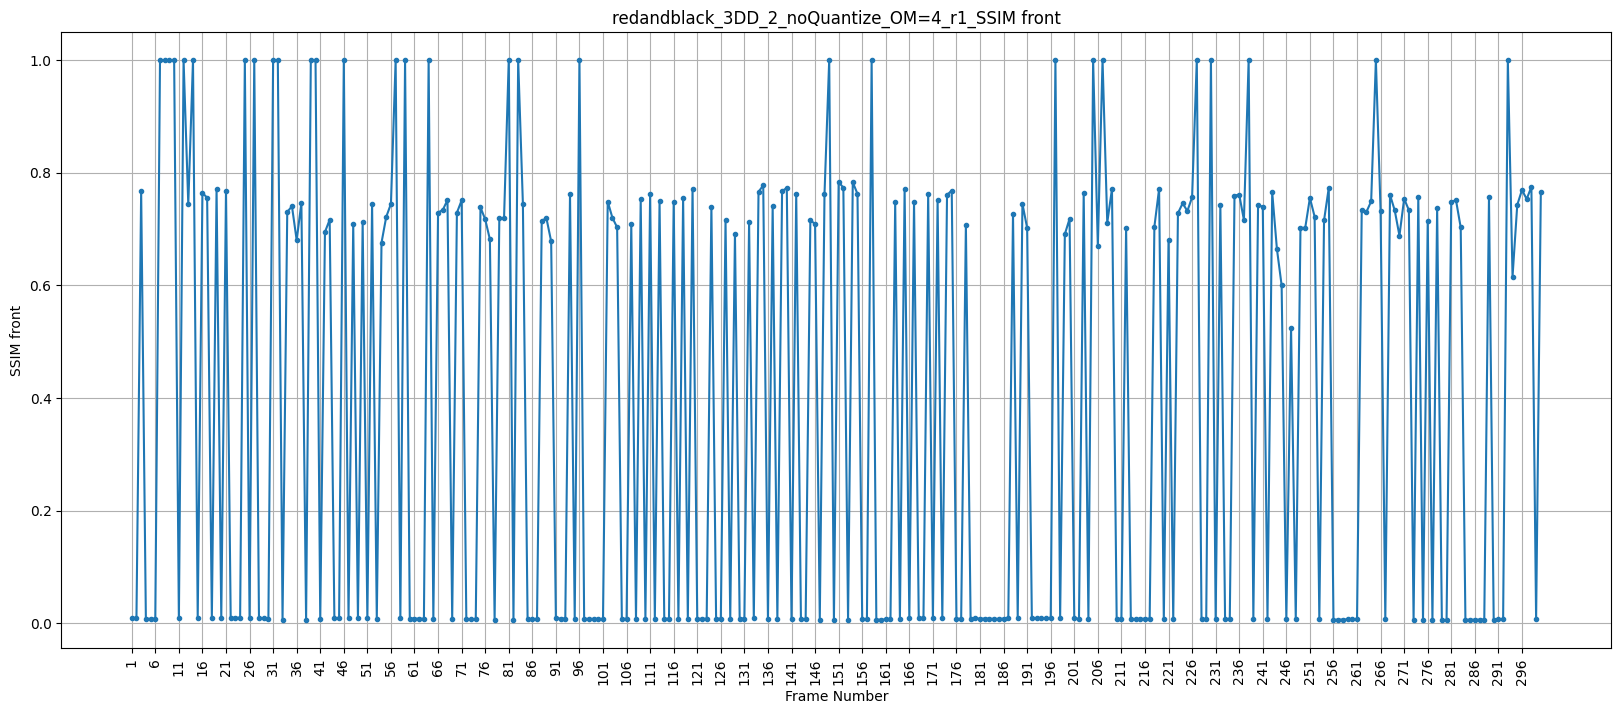 redandblack_3DD_2_noQuantize_OM=4_r1_SSIM front
1.0
0.8
0.6
0.4
0.2
0.0
SSIM front
1 6 11 16 21 26 31 36 41 46 51 56 61 66 71 76 81 86 91 96 101 106 111 116 121 126 131 136 141 146 151 156 161 166 171 176 181 186 191 196 201 206 211 216 221 226 231 236 241 246 251 256 261 266 271 276 281 286 291 296
Frame Number